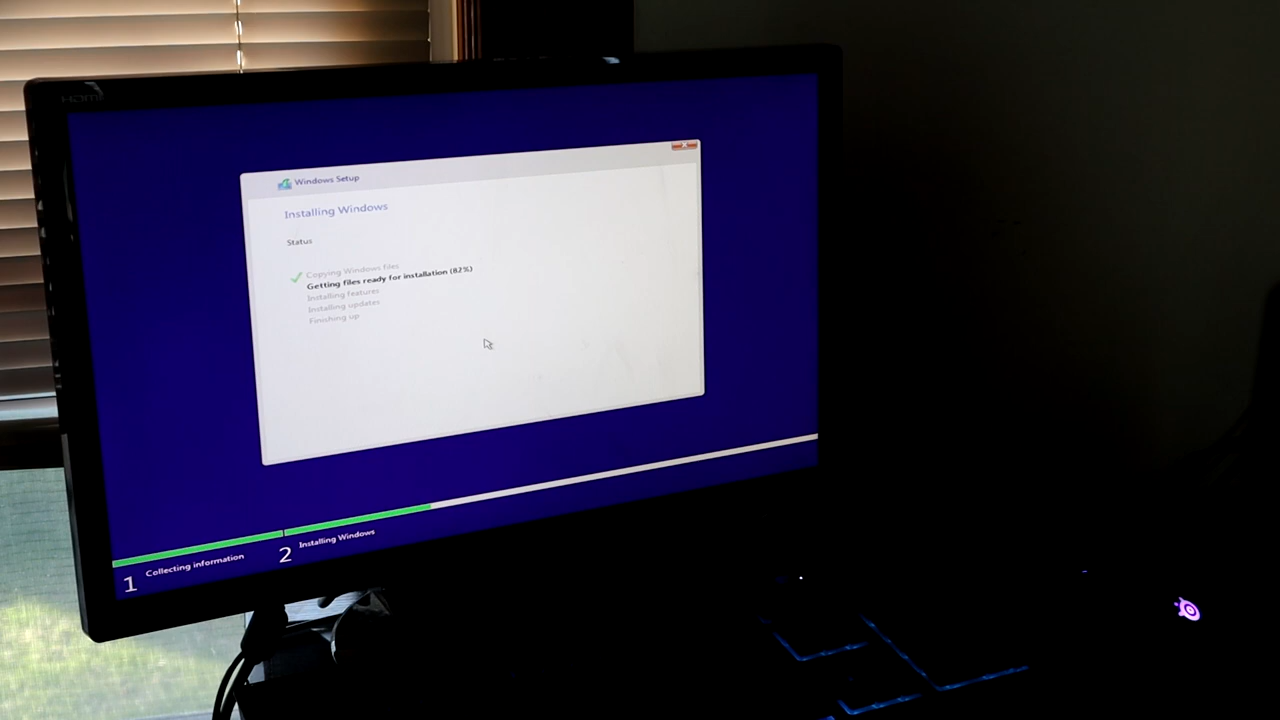 HDMI
Windows Setup
Installing Windows
Status
Copying Windows files
Getting files ready for installation (82%)
Installing features
Installing updates
Finishing up
1 Collecting information
2 Installing Windows